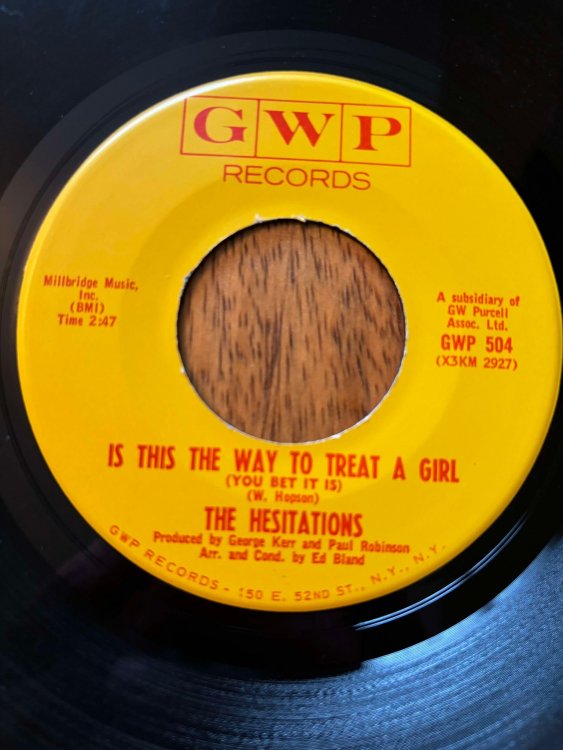 GWP
RECORDS
Millbridge Music,
Inc.
(BMI)
Time 2:47
A subsidiary of
GW Purcell
Assoc. Ltd.
GWP 504
(X3KM 2927)
IS THIS THE WAY TO TREAT A GIRL
(YOU BET IT IS)
(W. Hopson)
THE HESITATIONS
Produced by George Kerr and Paul Robinson
Arr. and Cond. by Ed Bland
GWP RECORDS - 150 E. 52ND ST., N.Y., N.Y.